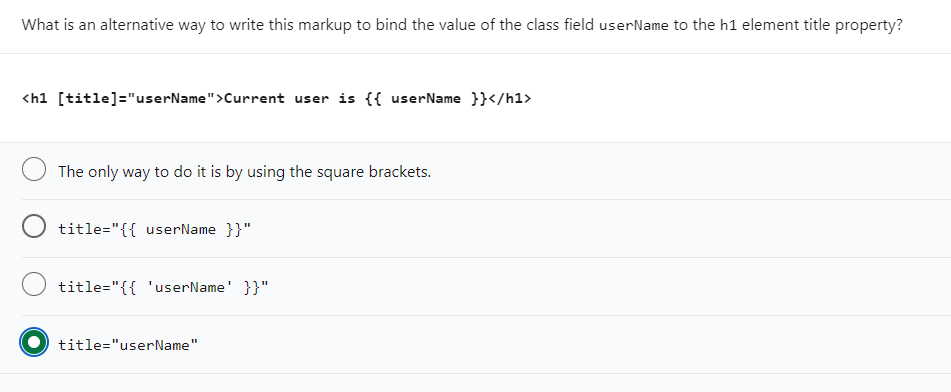 What is an alternative way to write this markup to bind the value of the class field userName to the h1 element title property?
<h1 [title]="userName">Current user is {{ userName }}</h1>
The only way to do it is by using the square brackets.
title="{{ userName }}"
title="{{ 'userName' }}"
title="userName"